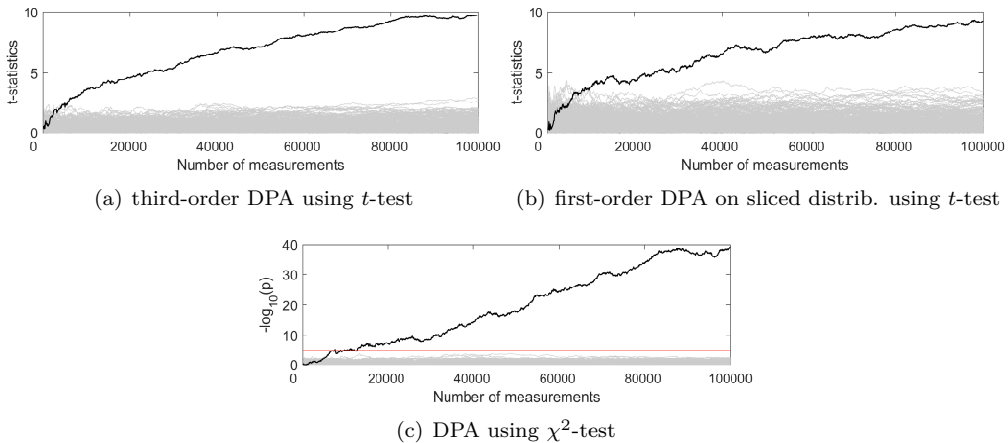 10
5
0
t-statistics
0 20000 40000 60000 80000 100000
Number of measurements
(a) third-order DPA using t-test
10
5
0
t-statistics
0 20000 40000 60000 80000 100000
Number of measurements
(b) first-order DPA on sliced distrib. using t-test
40
30
20
10
0
-log₁₀(p)
0 20000 40000 60000 80000 100000
Number of measurements
(c) DPA using χ²-test